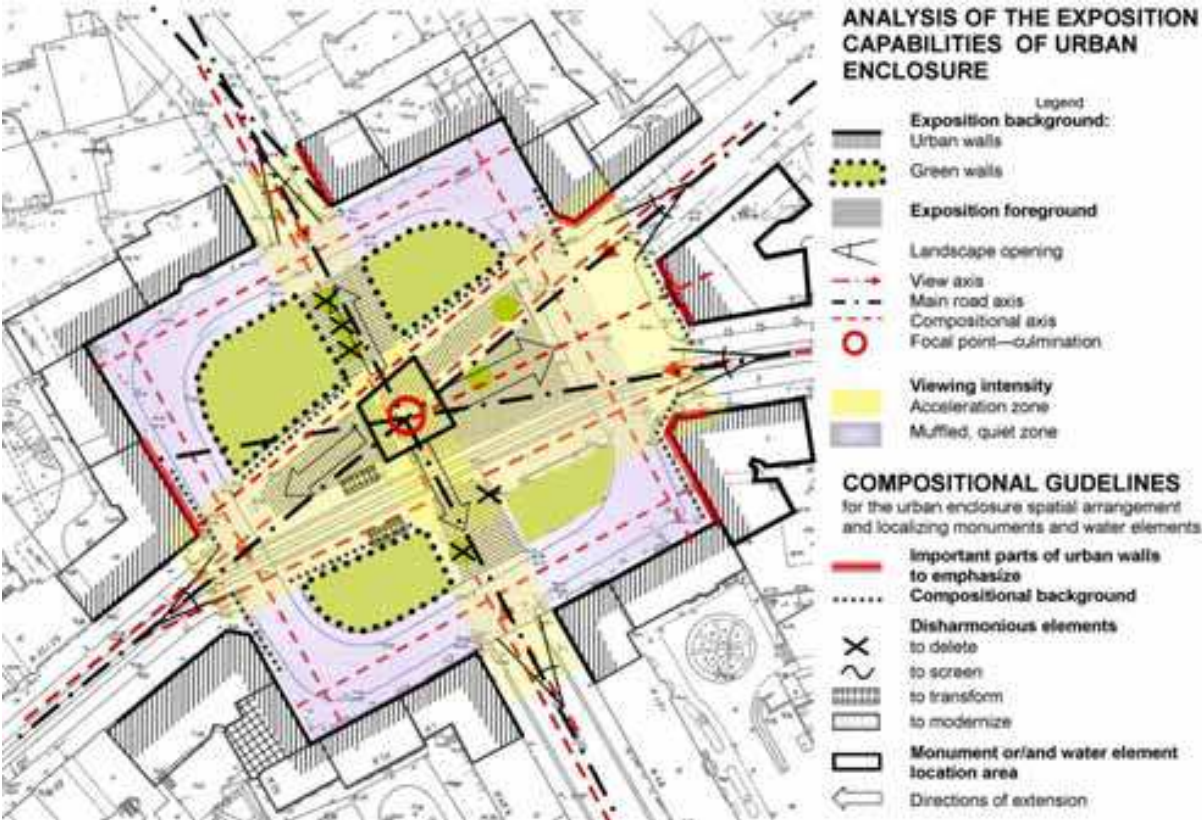 ANALYSIS OF THE EXPOSITION
CAPABILITIES OF URBAN
ENCLOSURE
Legend
Exposition background:
Urban walls
Green walls
Exposition foreground
Landscape opening
View axis
Main road axis
Compositional axis
Focal point—culmination
Viewing intensity
Acceleration zone
Muffled, quiet zone
COMPOSITIONAL GUDELINES
for the urban enclosure spatial arrangement
and localizing monuments and water elements
Important parts of urban walls
to emphasize
Compositional background
Disharmonious elements
to delete
to screen
to transform
to modernize
Monument or/and water element
location area
Directions of extension